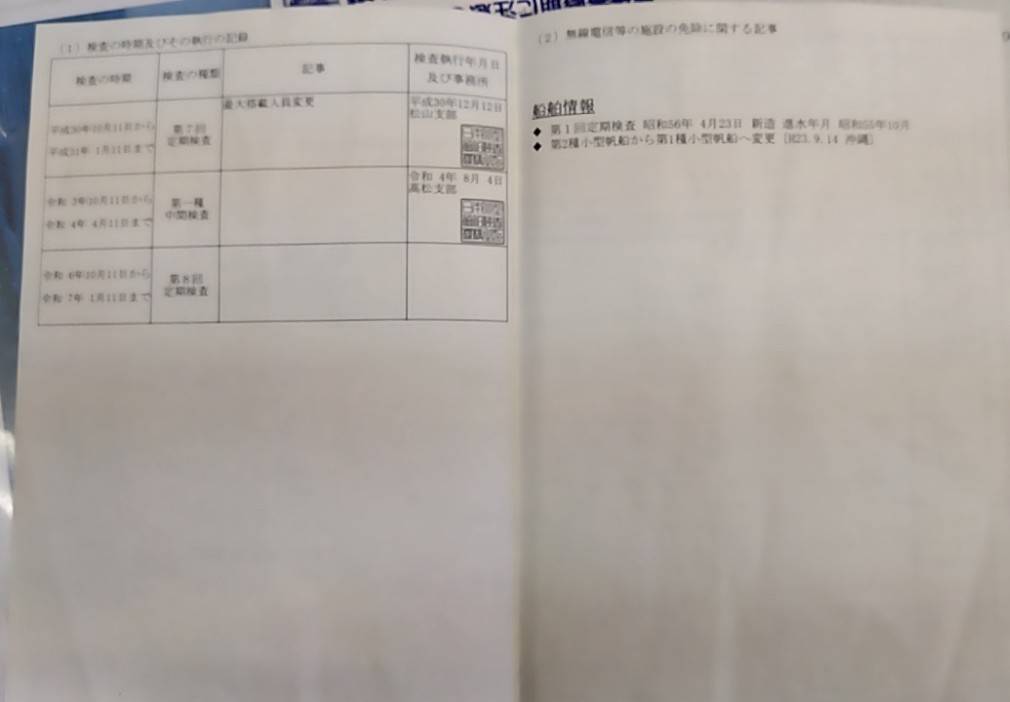 (1) 検査の時期及びその執行の記録
検査の時期
検査の種類
記事
検査執行年月日
及び事務所
平成30年10月11日から
平成31年 1月11日まで
第7回
定期検査
最大搭載人員変更
平成30年12月12日
松山支部
令和 3年10月11日から
令和 4年 4月11日まで
第一種
中間検査
令和 4年 8月 4日
高松支部
令和 6年10月11日から
令和 7年 1月11日まで
第8回
定期検査
(2) 無線電信等の施設の免除に関する記事
船舶情報
◆ 第1回定期検査 昭和56年 4月23日 新造 進水年月 昭和55年10月
◆ 第2種小型帆船から第1種小型帆船へ変更 [H23.9.14 沖縄]